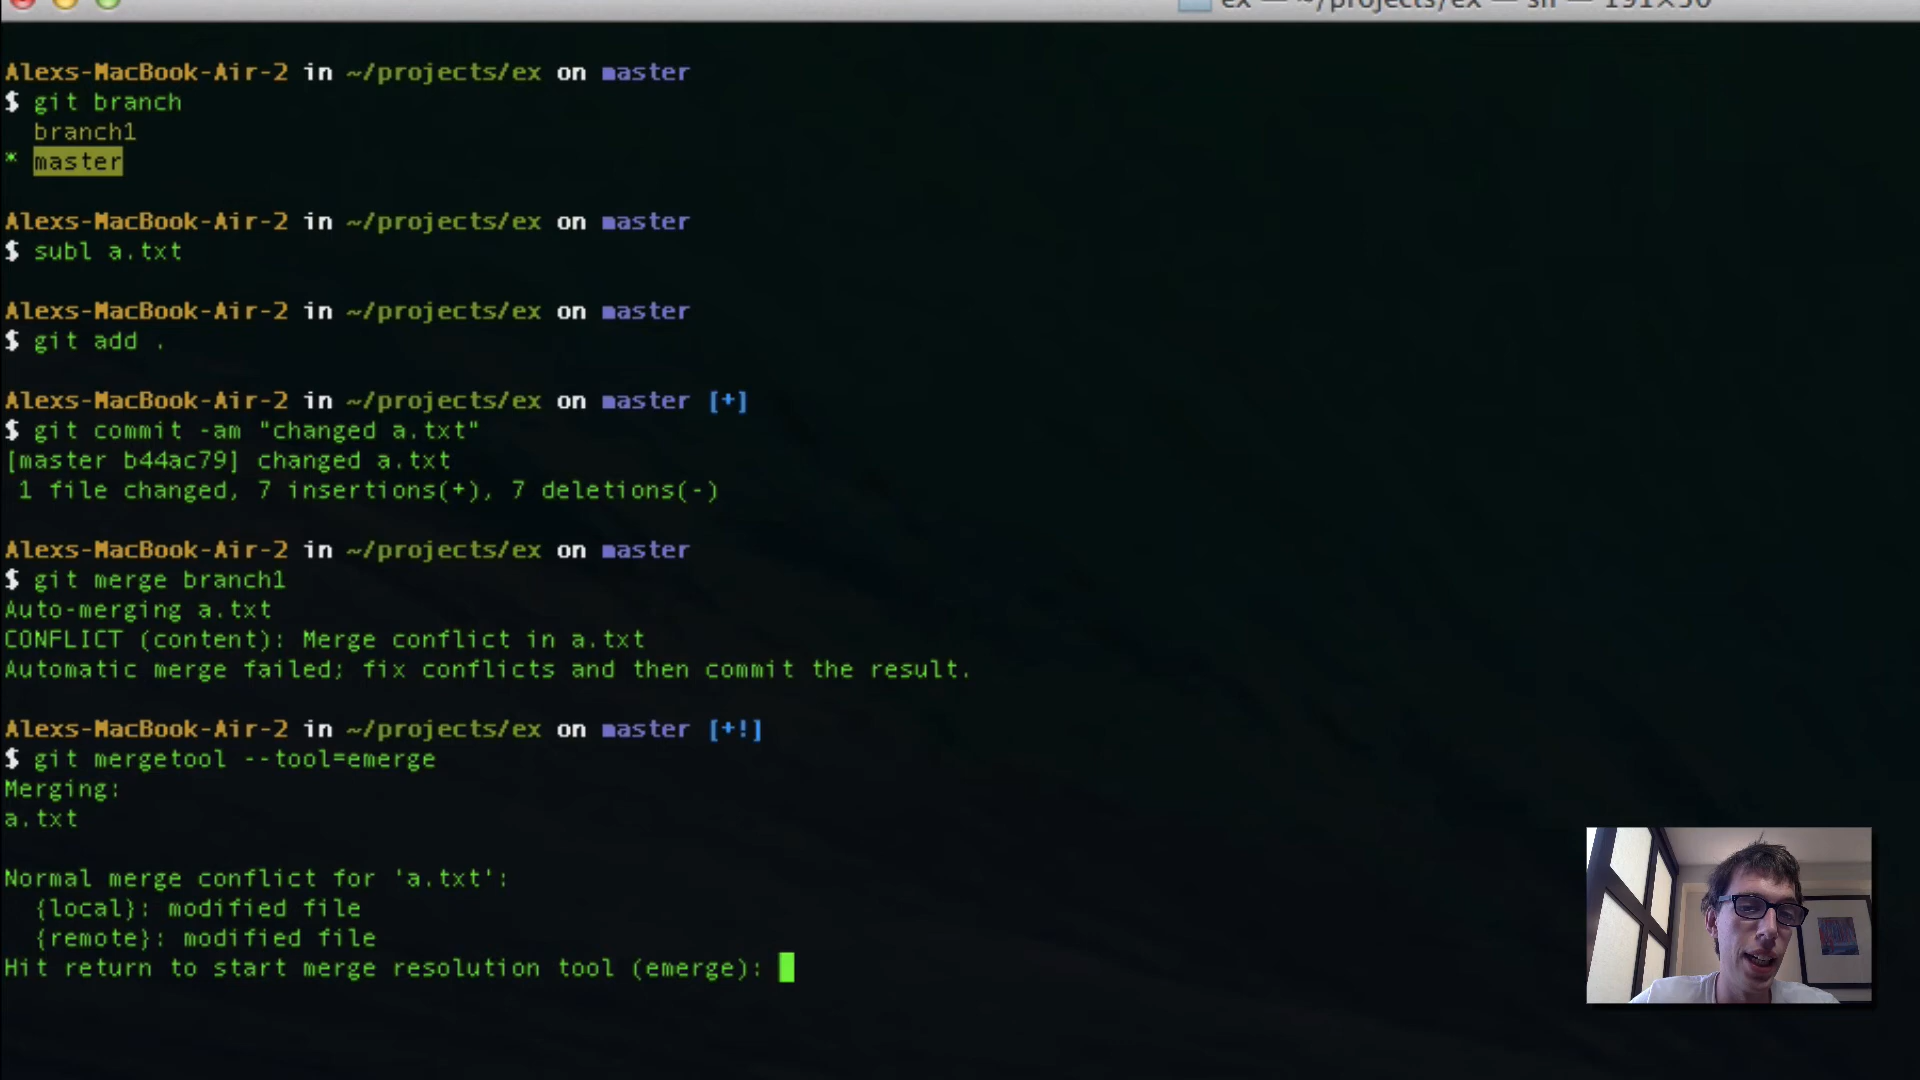 ex — ~/projects/ex — sh — 191×50
Alexs-MacBook-Air-2 in ~/projects/ex on master
$ git branch
branch1
* master
Alexs-MacBook-Air-2 in ~/projects/ex on master
$ subl a.txt
Alexs-MacBook-Air-2 in ~/projects/ex on master
$ git add .
Alexs-MacBook-Air-2 in ~/projects/ex on master [+]
$ git commit -am "changed a.txt"
[master b44ac79] changed a.txt
1 file changed, 7 insertions(+), 7 deletions(-)
Alexs-MacBook-Air-2 in ~/projects/ex on master
$ git merge branch1
Auto-merging a.txt
CONFLICT (content): Merge conflict in a.txt
Automatic merge failed; fix conflicts and then commit the result.
Alexs-MacBook-Air-2 in ~/projects/ex on master [+!]
$ git mergetool --tool=emerge
Merging:
a.txt
Normal merge conflict for 'a.txt':
{local}: modified file
{remote}: modified file
Hit return to start merge resolution tool (emerge):